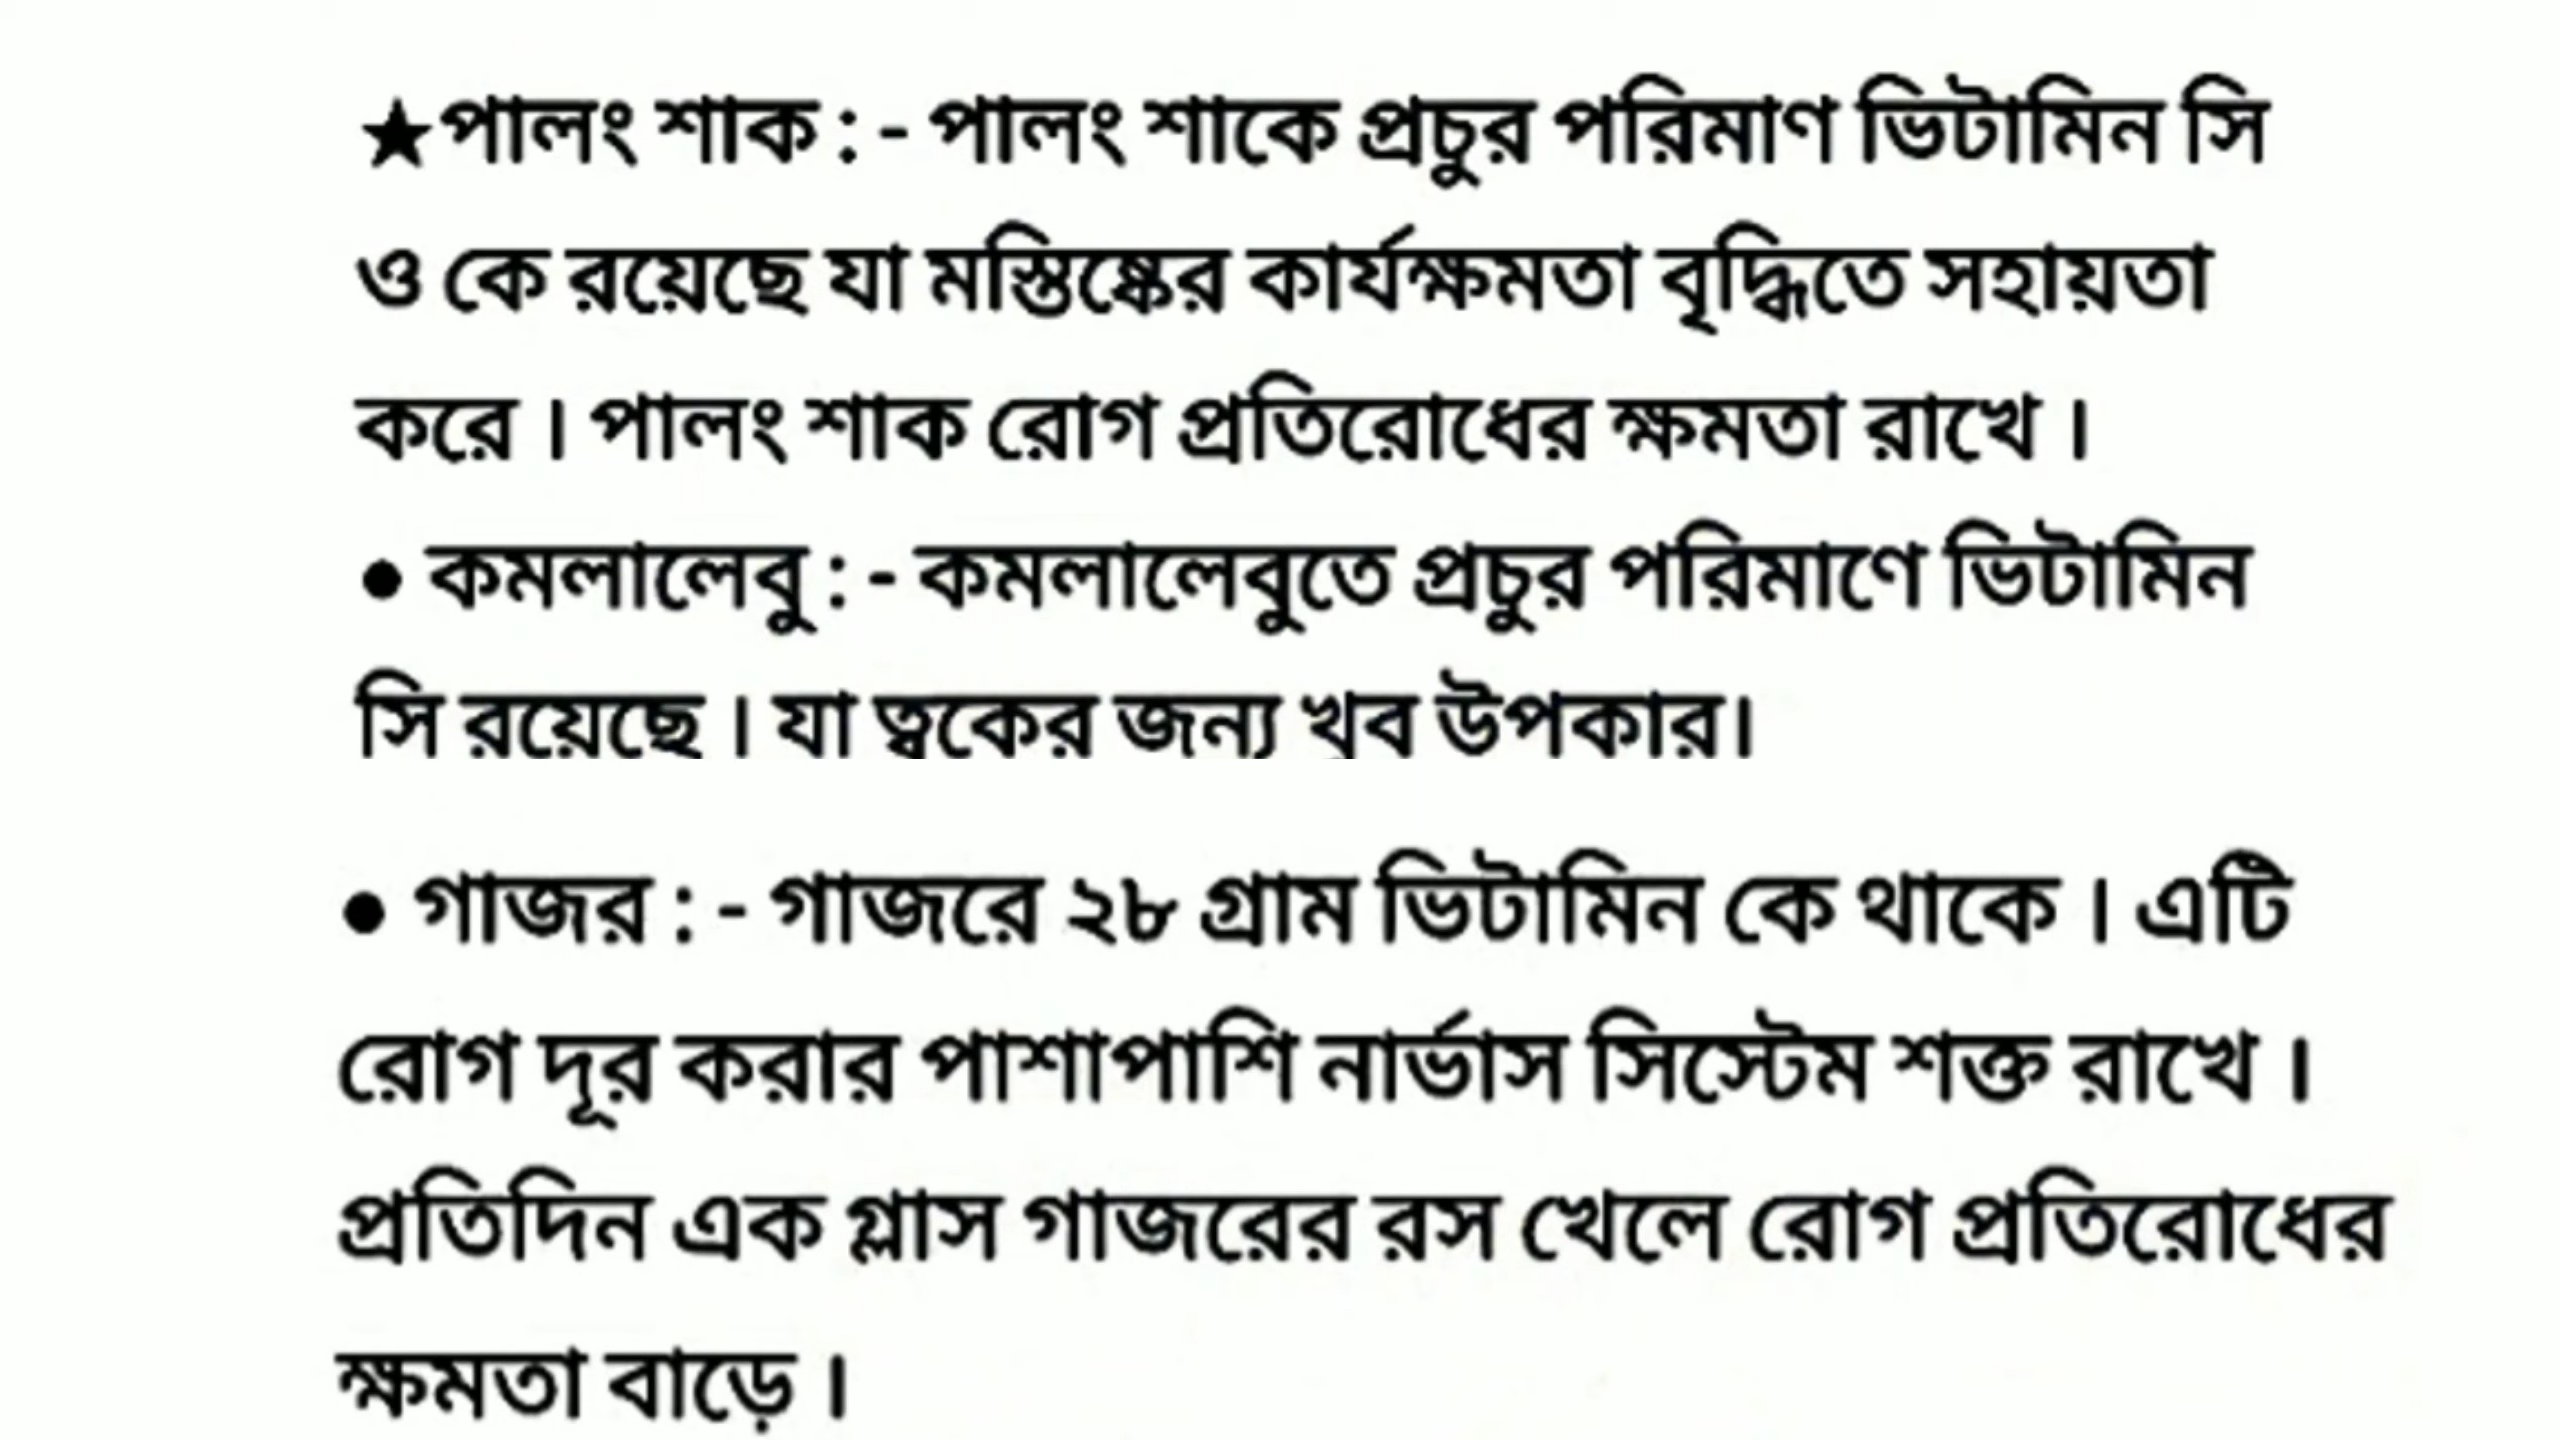 ★পালং শাক : - পালং শাকে প্রচুর পরিমাণ ভিটামিন সি
ও কে রয়েছে যা মস্তিষ্কের কার্যক্ষমতা বৃদ্ধিতে সহায়তা
করে । পালং শাক রোগ প্রতিরোধের ক্ষমতা রাখে ।
● কমলালেবু : - কমলালেবুতে প্রচুর পরিমাণে ভিটামিন
সি রয়েছে । যা ত্বকের জন্য খুব উপকার।
● গাজর : - গাজরে ২৮ গ্রাম ভিটামিন কে থাকে । এটি
রোগ দূর করার পাশাপাশি নার্ভাস সিস্টেম শক্ত রাখে ।
প্রতিদিন এক গ্লাস গাজরের রস খেলে রোগ প্রতিরোধের
ক্ষমতা বাড়ে ।